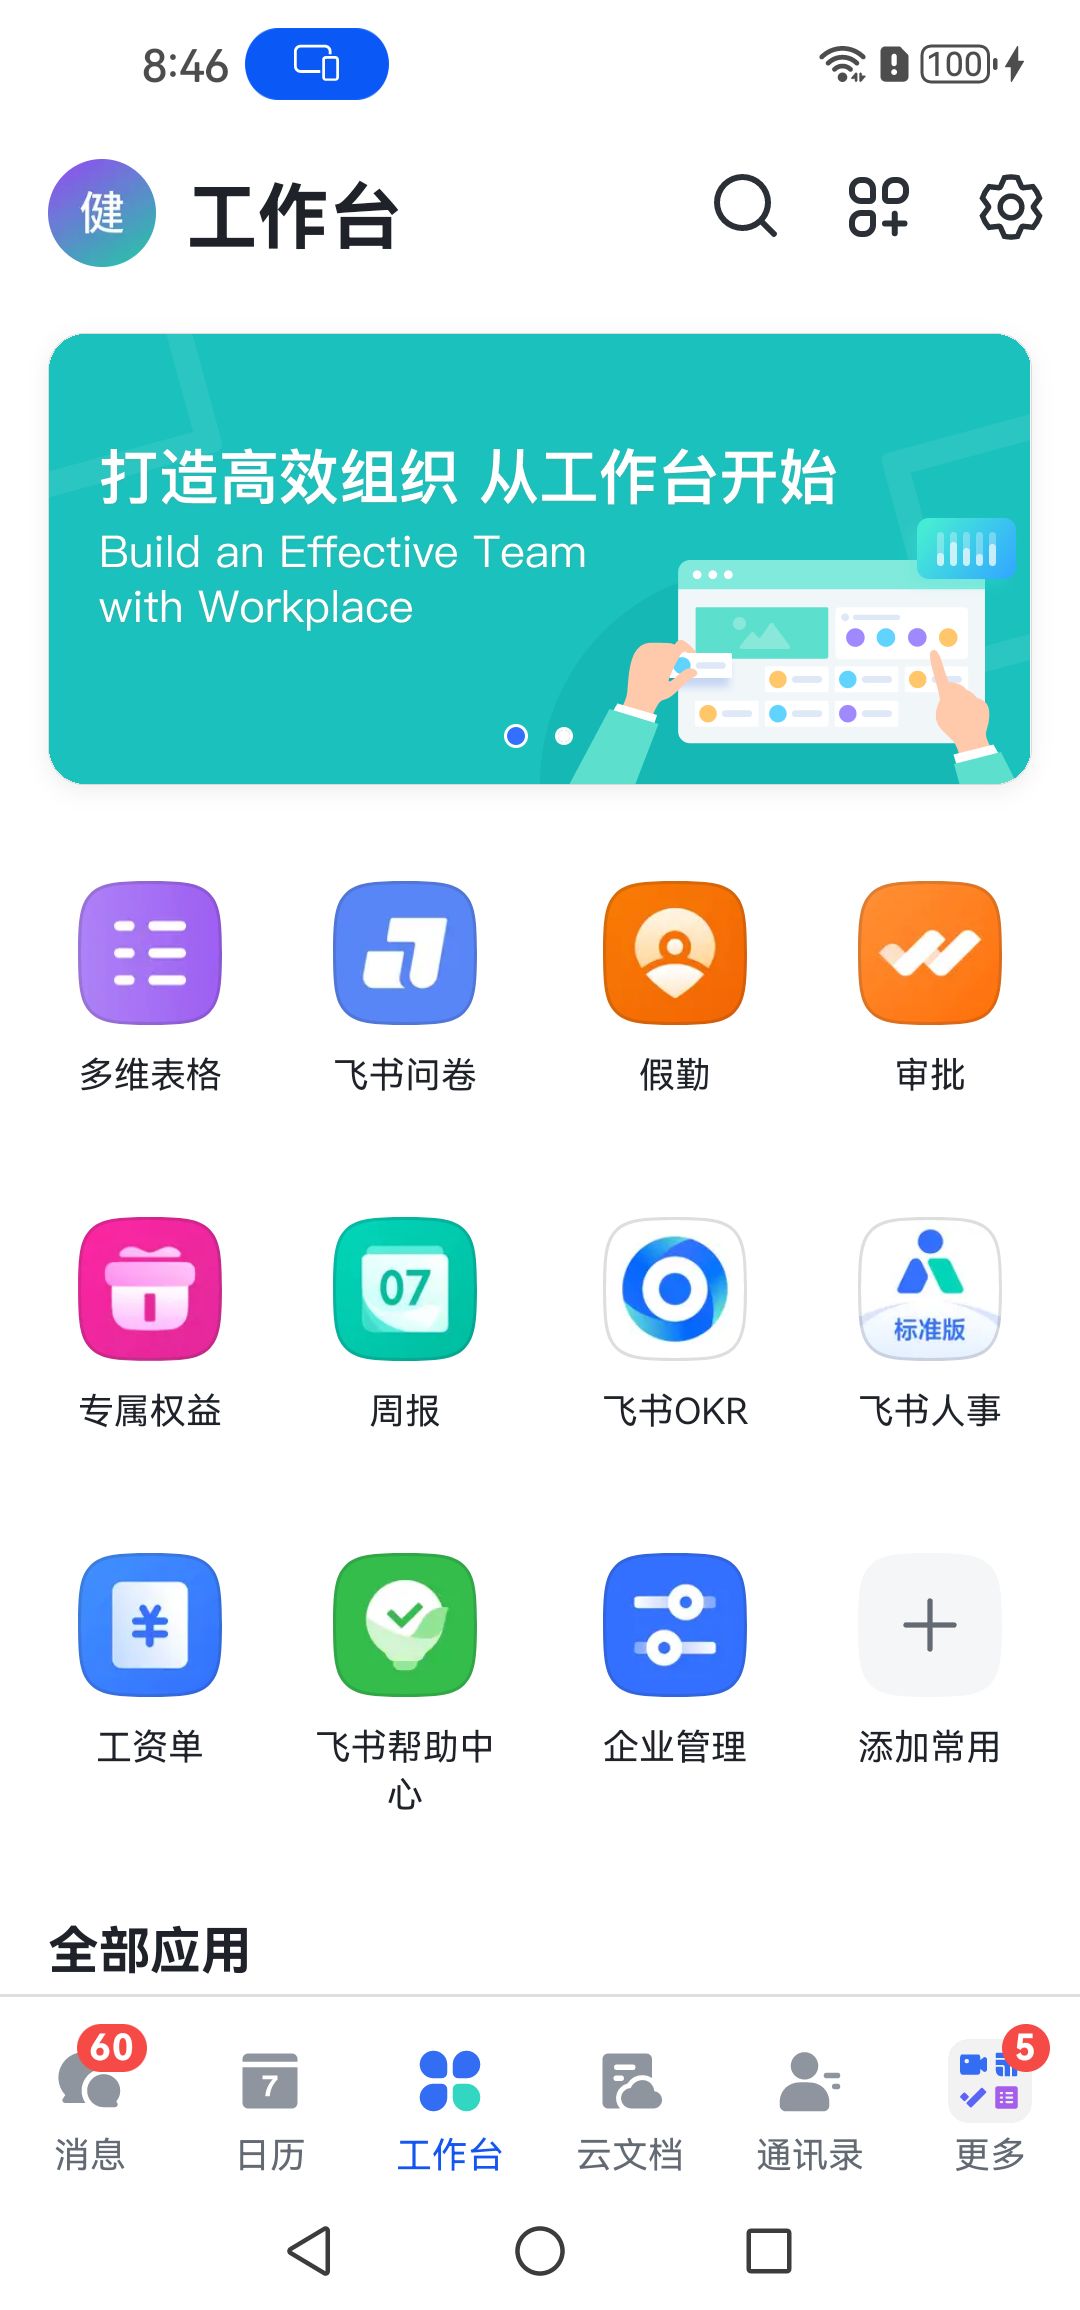 8:46
100
健
工作台
打造高效组织 从工作台开始
Build an Effective Team
with Workplace
多维表格
飞书问卷
假勤
审批
07
标准版
专属权益
周报
飞书OKR
飞书人事
¥
工资单
飞书帮助中
心
企业管理
添加常用
全部应用
60
5
7
消息
日历
工作台
云文档
通讯录
更多